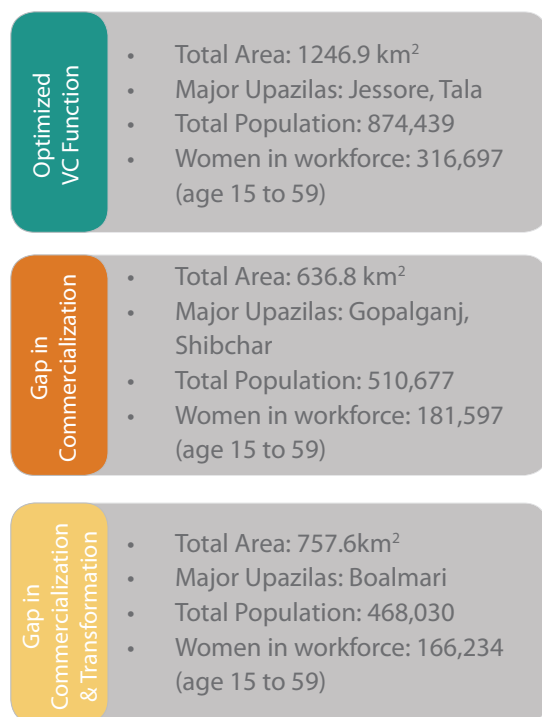 Optimized
VC Function
• Total Area: 1246.9 km²
• Major Upazilas: Jessore, Tala
• Total Population: 874,439
• Women in workforce: 316,697
(age 15 to 59)
Gap in
Commercialization
• Total Area: 636.8 km²
• Major Upazilas: Gopalganj,
Shibchar
• Total Population: 510,677
• Women in workforce: 181,597
(age 15 to 59)
Gap in
Commercialization
& Transformation
• Total Area: 757.6km²
• Major Upazilas: Boalmari
• Total Population: 468,030
• Women in workforce: 166,234
(age 15 to 59)